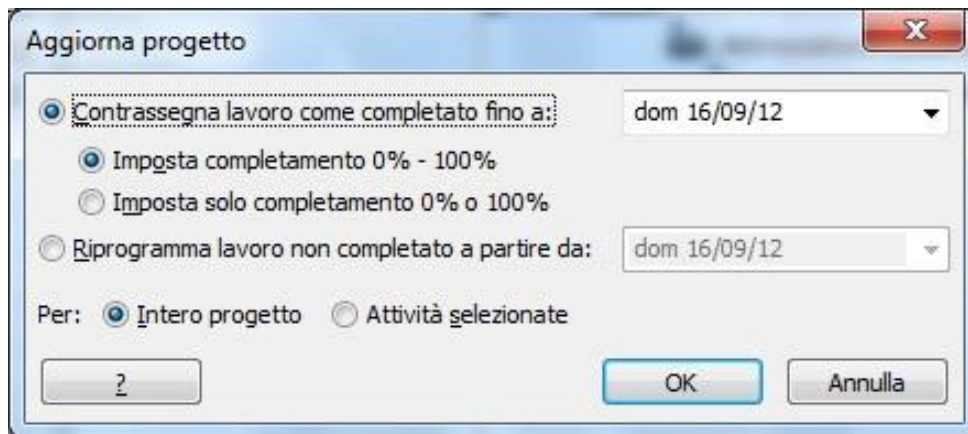 Aggiorna progetto
Contrassegna lavoro come completato fino a: dom 16/09/12
Imposta completamento 0% - 100%
Imposta solo completamento 0% o 100%
Riprogramma lavoro non completato a partire da: dom 16/09/12
Per: Intero progetto Attività selezionate
? OK Annulla